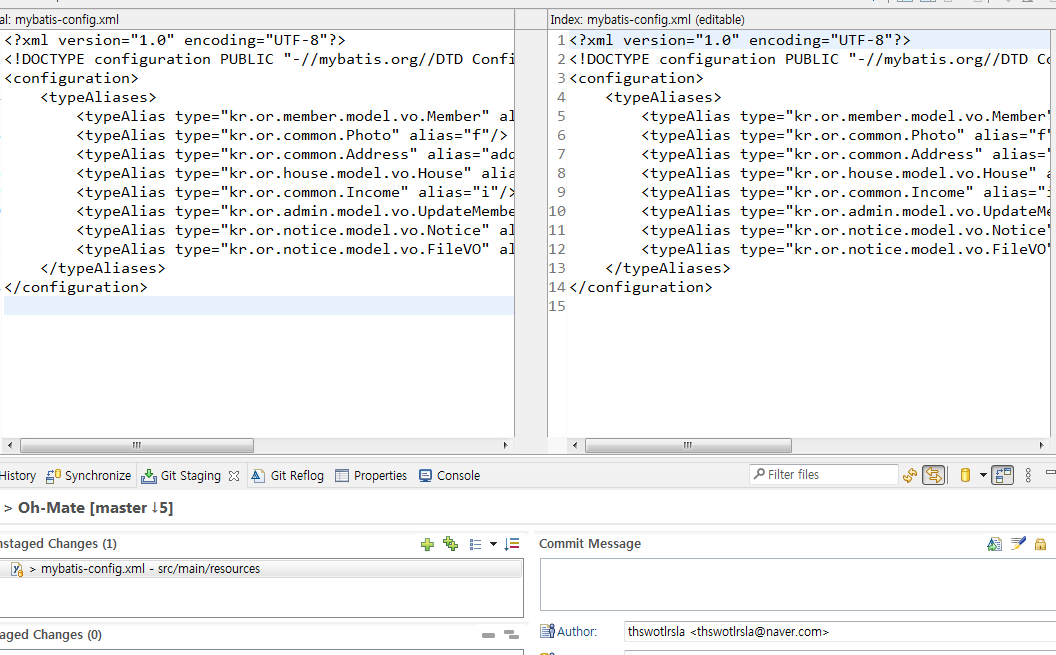 al: mybatis-config.xml
<?xml version="1.0" encoding="UTF-8"?>
<!DOCTYPE configuration PUBLIC "-//mybatis.org//DTD Confi
<configuration>
<typeAliases>
<typeAlias type="kr.or.member.model.vo.Member" al
<typeAlias type="kr.or.common.Photo" alias="f"/>
<typeAlias type="kr.or.common.Address" alias="add
<typeAlias type="kr.or.house.model.vo.House" alia
<typeAlias type="kr.or.common.Income" alias="i"/>
<typeAlias type="kr.or.admin.model.vo.UpdateMembe
<typeAlias type="kr.or.notice.model.vo.Notice" al
<typeAlias type="kr.or.notice.model.vo.FileVO" al
</typeAliases>
</configuration>
Index: mybatis-config.xml (editable)
1 <?xml version="1.0" encoding="UTF-8"?>
2 <!DOCTYPE configuration PUBLIC "-//mybatis.org//DTD Co
3 <configuration>
4 <typeAliases>
5 <typeAlias type="kr.or.member.model.vo.Member"
6 <typeAlias type="kr.or.common.Photo" alias="f"
7 <typeAlias type="kr.or.common.Address" alias="
8 <typeAlias type="kr.or.house.model.vo.House" a
9 <typeAlias type="kr.or.common.Income" alias="i
10 <typeAlias type="kr.or.admin.model.vo.UpdateMe
11 <typeAlias type="kr.or.notice.model.vo.Notice"
12 <typeAlias type="kr.or.notice.model.vo.FileVO"
13 </typeAliases>
14 </configuration>
15
History Synchronize Git Staging Git Reflog Properties Console Filter files
> Oh-Mate [master ↓5]
nstaged Changes (1)
> mybatis-config.xml - src/main/resources
aged Changes (0)
Commit Message
Author: thswotlrsla <thswotlrsla@naver.com>